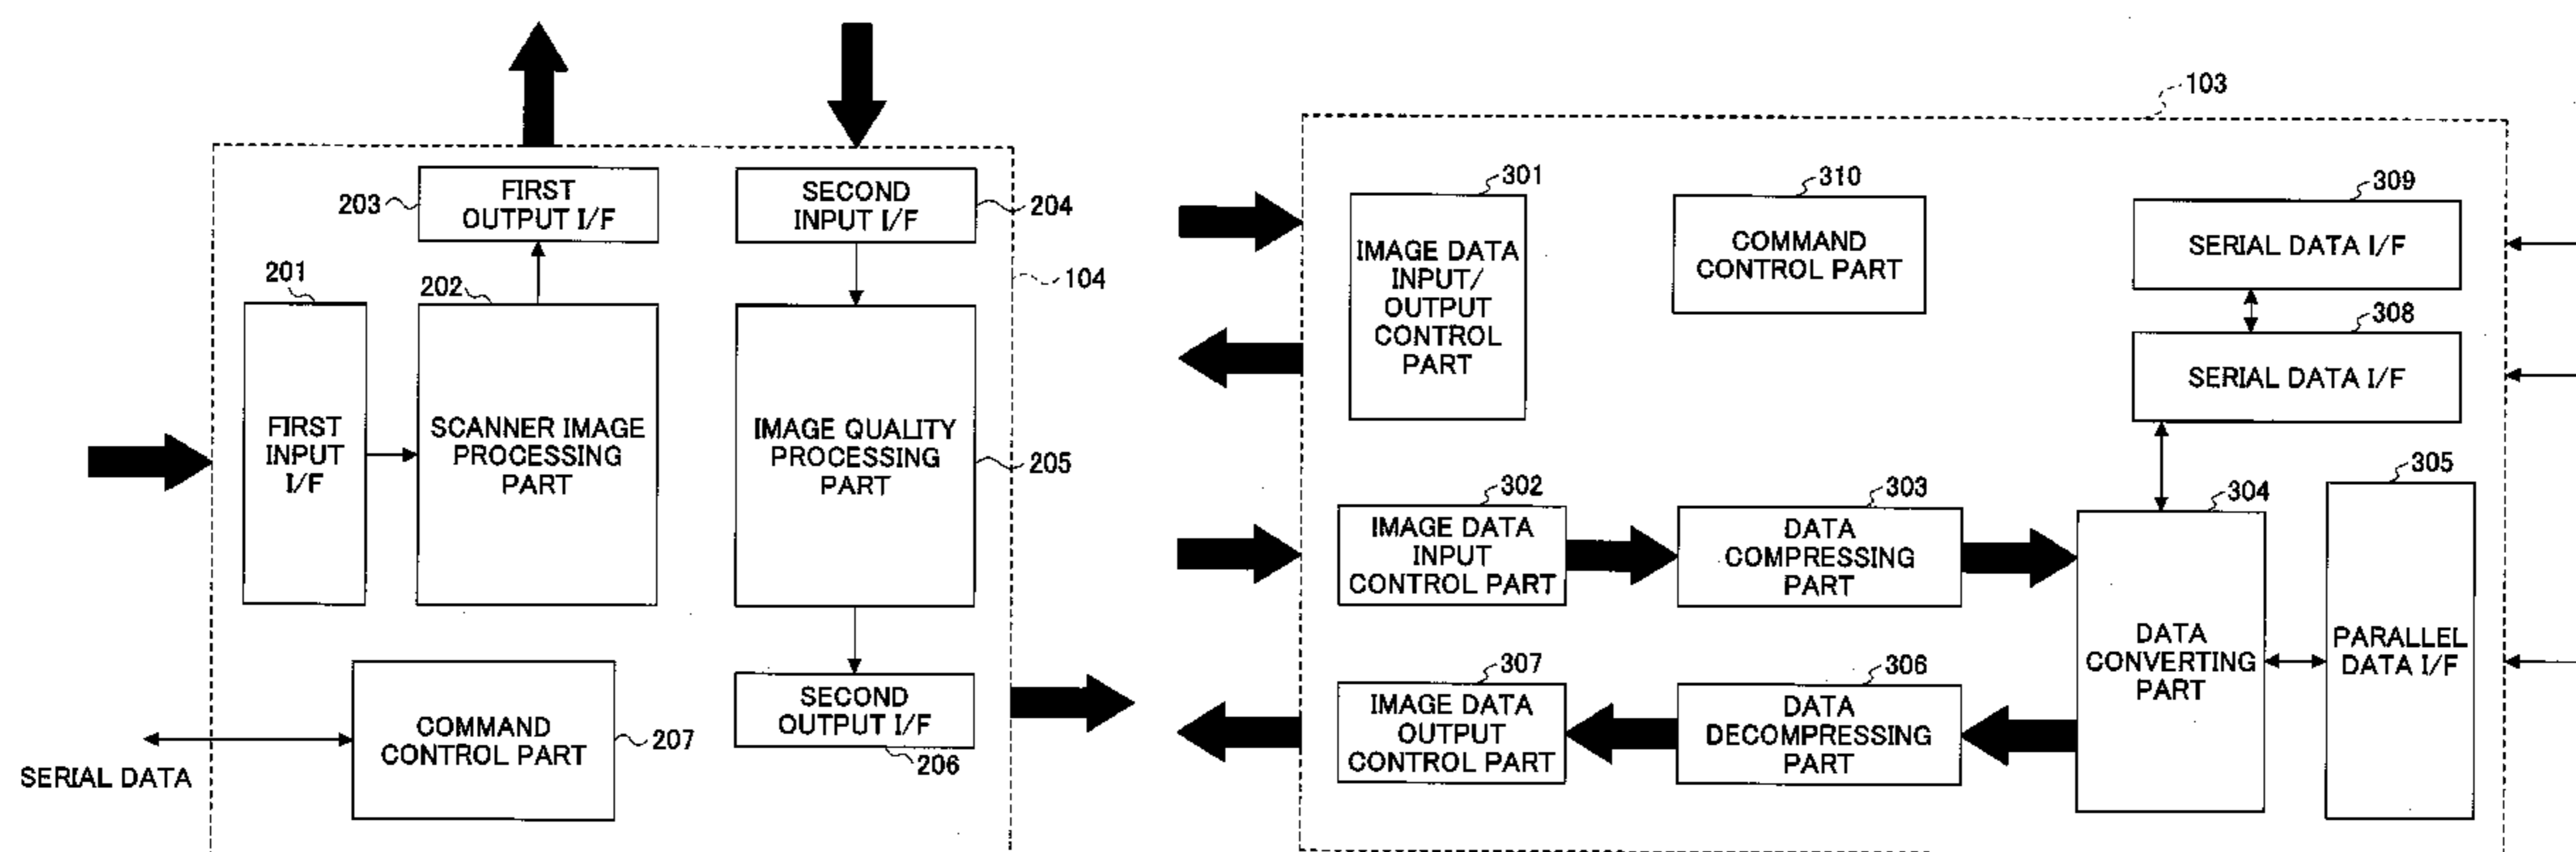 203
FIRST
OUTPUT I/F
SECOND
INPUT I/F
204
201
202
104
FIRST
INPUT
I/F
SCANNER IMAGE
PROCESSING
PART
IMAGE QUALITY
PROCESSING
PART
205
COMMAND
CONTROL PART
207
SECOND
OUTPUT I/F
206
SERIAL DATA
103
301
IMAGE DATA
INPUT/
OUTPUT
CONTROL
PART
310
COMMAND
CONTROL PART
309
SERIAL DATA I/F
308
SERIAL DATA I/F
302
IMAGE DATA
INPUT
CONTROL PART
303
DATA
COMPRESSING
PART
304
DATA
CONVERTING
PART
305
PARALLEL
DATA I/F
307
IMAGE DATA
OUTPUT
CONTROL PART
306
DATA
DECOMPRESSING
PART